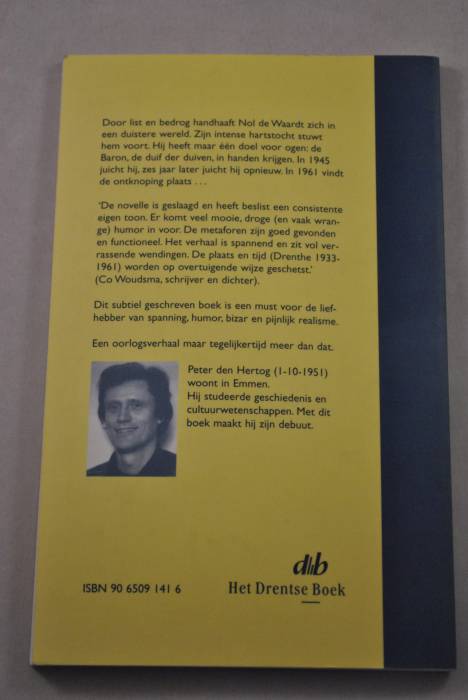 Door list en bedrog handhaaft Nol de Waardt zich in
een duistere wereld. Zijn intense hartstocht stuwt
hem voort. Hij heeft maar één doel voor ogen: de
Baron, de duif der duiven, in handen krijgen. In 1945
juicht hij, zes jaar later juicht hij opnieuw. In 1961 vindt
de ontknoping plaats . . .
'De novelle is geslaagd en heeft beslist een consistente
eigen toon. Er komt veel mooie, droge (en vaak wran-
ge) humor in voor. De metaforen zijn goed gevonden
en functioneel. Het verhaal is spannend en zit vol ver-
rassende wendingen. De plaats en tijd (Drenthe 1933-
1961) worden op overtuigende wijze geschetst.'
(Co Woudsma, schrijver en dichter).
Dit subtiel geschreven boek is een must voor de lief-
hebber van spanning, humor, bizar en pijnlijk realisme.
Een oorlogsverhaal maar tegelijkertijd meer dan dat.
Peter den Hertog (1-10-1951)
woont in Emmen.
Hij studeerde geschiedenis en
cultuurwetenschappen. Met dit
boek maakt hij zijn debuut.
dhb
ISBN 90 6509 141 6
Het Drentse Boek